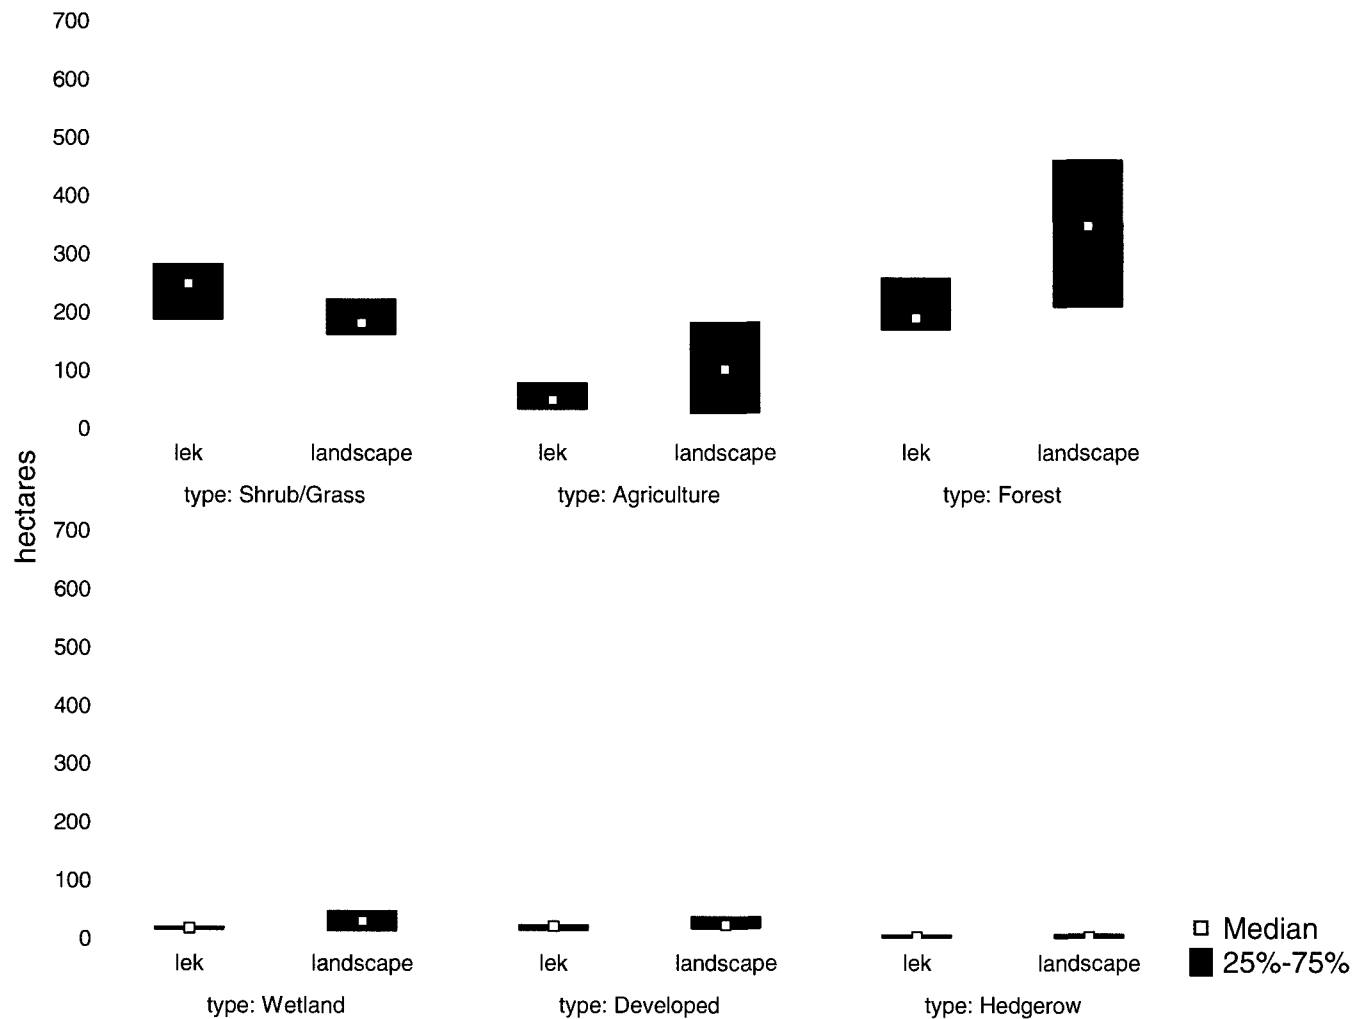 700
600
500
400
300
200
100
0
lek landscape lek landscape lek landscape
type: Shrub/Grass type: Agriculture type: Forest
hectares
700
600
500
400
300
200
100
0
lek landscape lek landscape lek landscape
type: Wetland type: Developed type: Hedgerow
Median
25%-75%